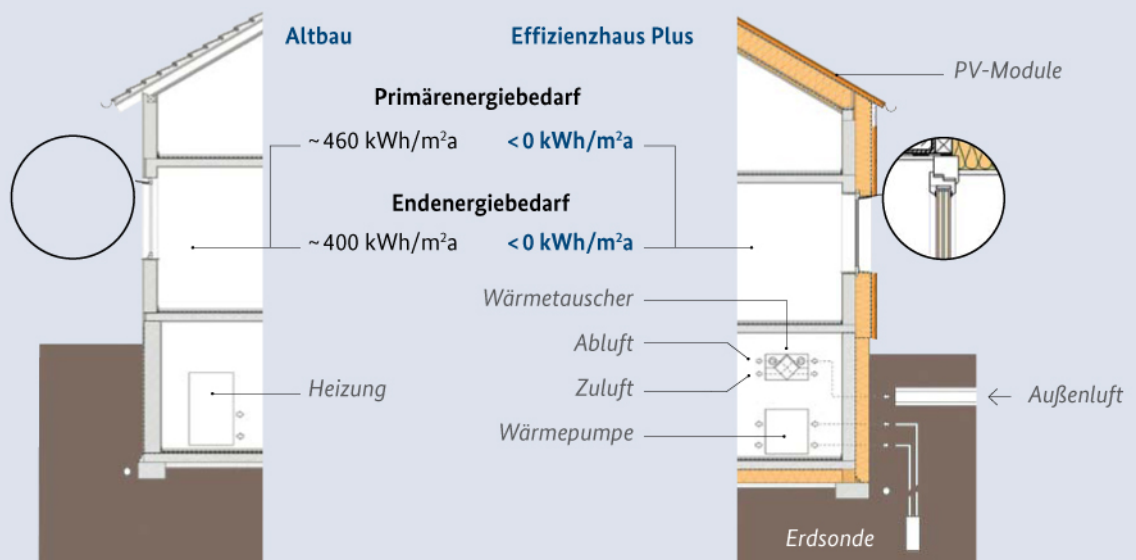 Altbau
Effizienzhaus Plus
PV-Module
Primärenergiebedarf
~460 kWh/m²a
<0 kWh/m²a
Endenergiebedarf
~400 kWh/m²a
<0 kWh/m²a
Wärmetauscher
Abluft
Zuluft
Heizung
Außenluft
Wärmepumpe
Erdsonde